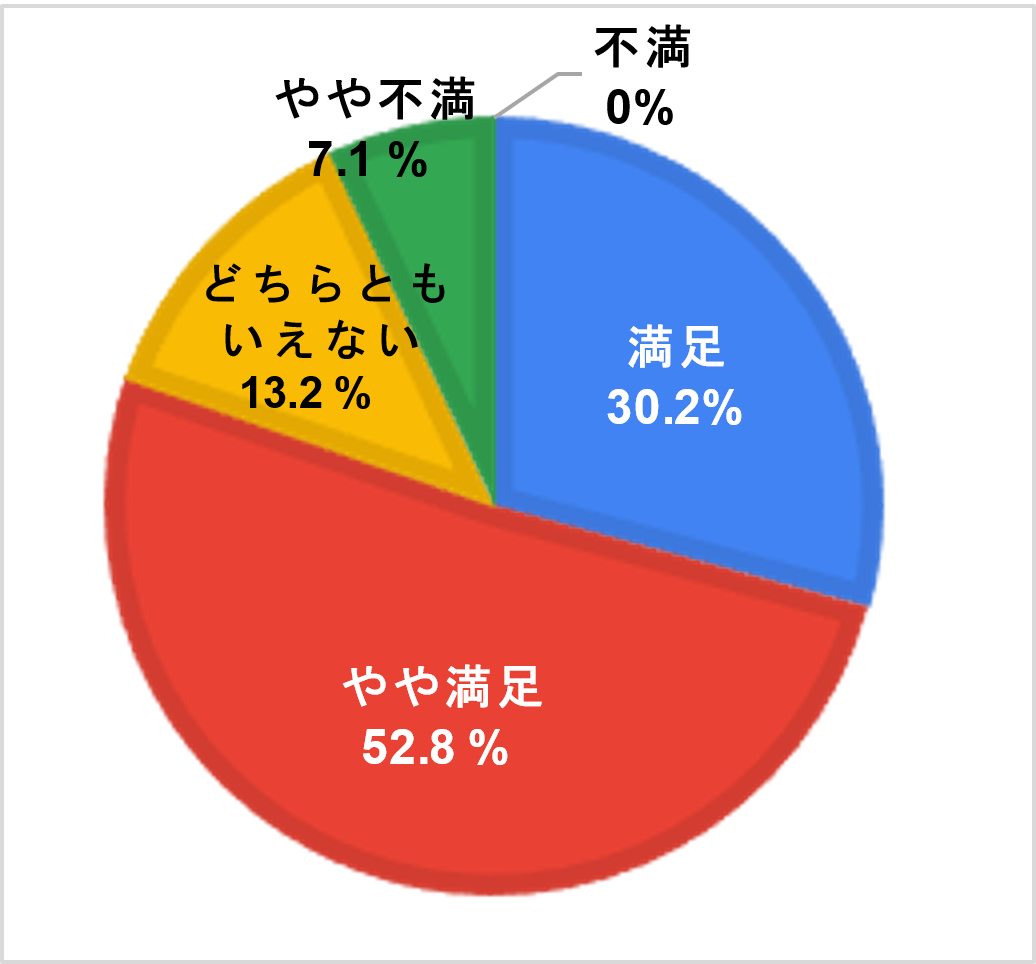 不満
0%
やや不満
7.1 %
どちらとも
いえない
13.2 %
満足
30.2%
やや満足
52.8 %